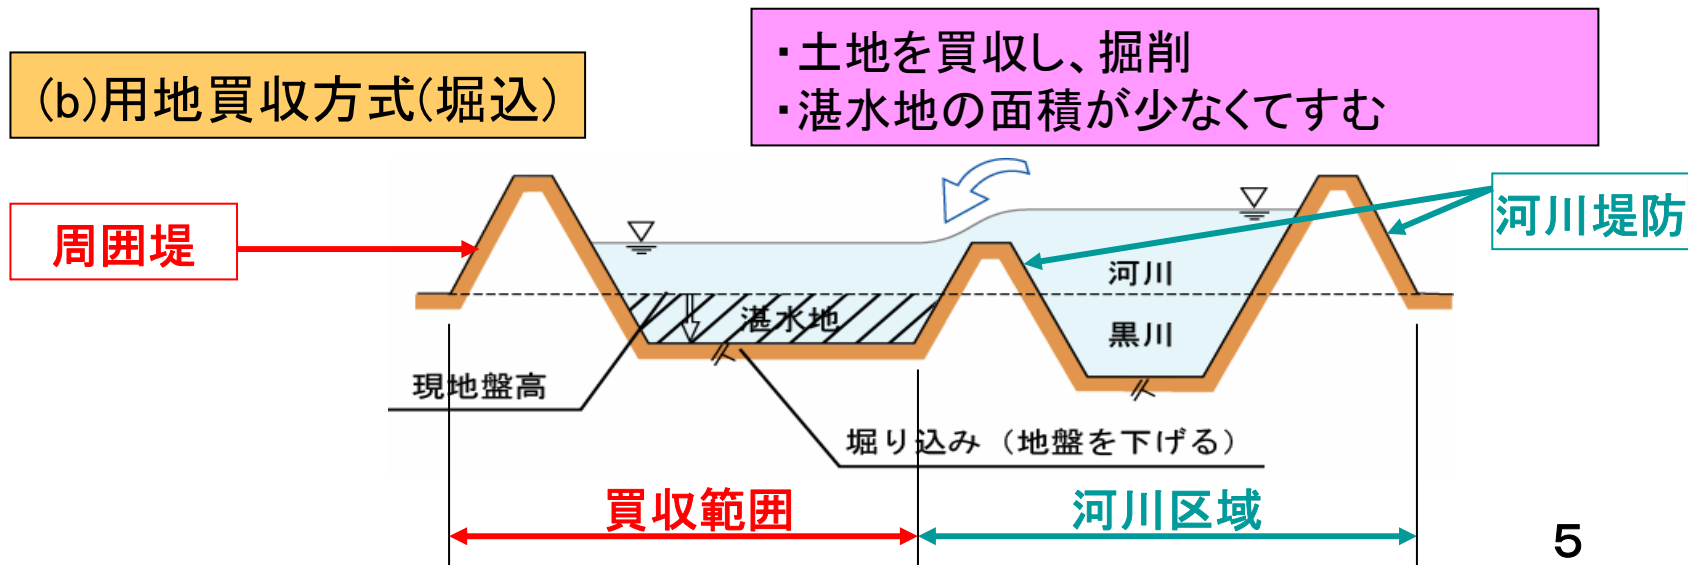 (b)用地買収方式(堀込)
・土地を買収し、掘削
・湛水地の面積が少なくてすむ
周囲堤
河川堤防
河川
湛水地
黒川
現地盤高
堀り込み（地盤を下げる）
買収範囲
河川区域
5